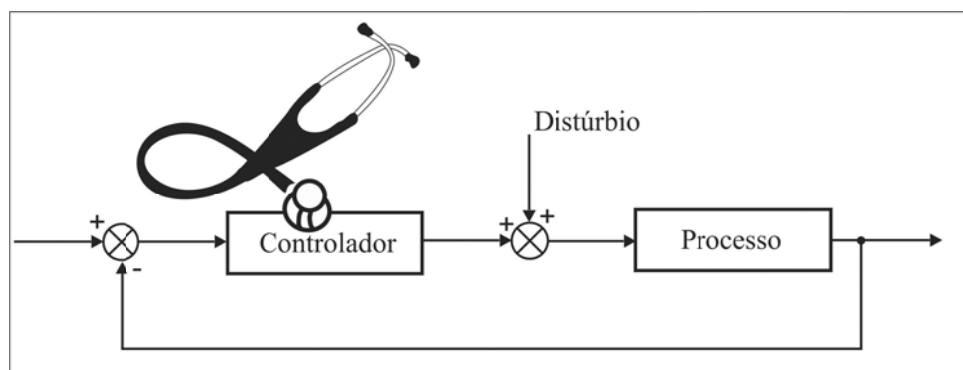 Distúrbio
+
+
+
Controlador
Processo
-